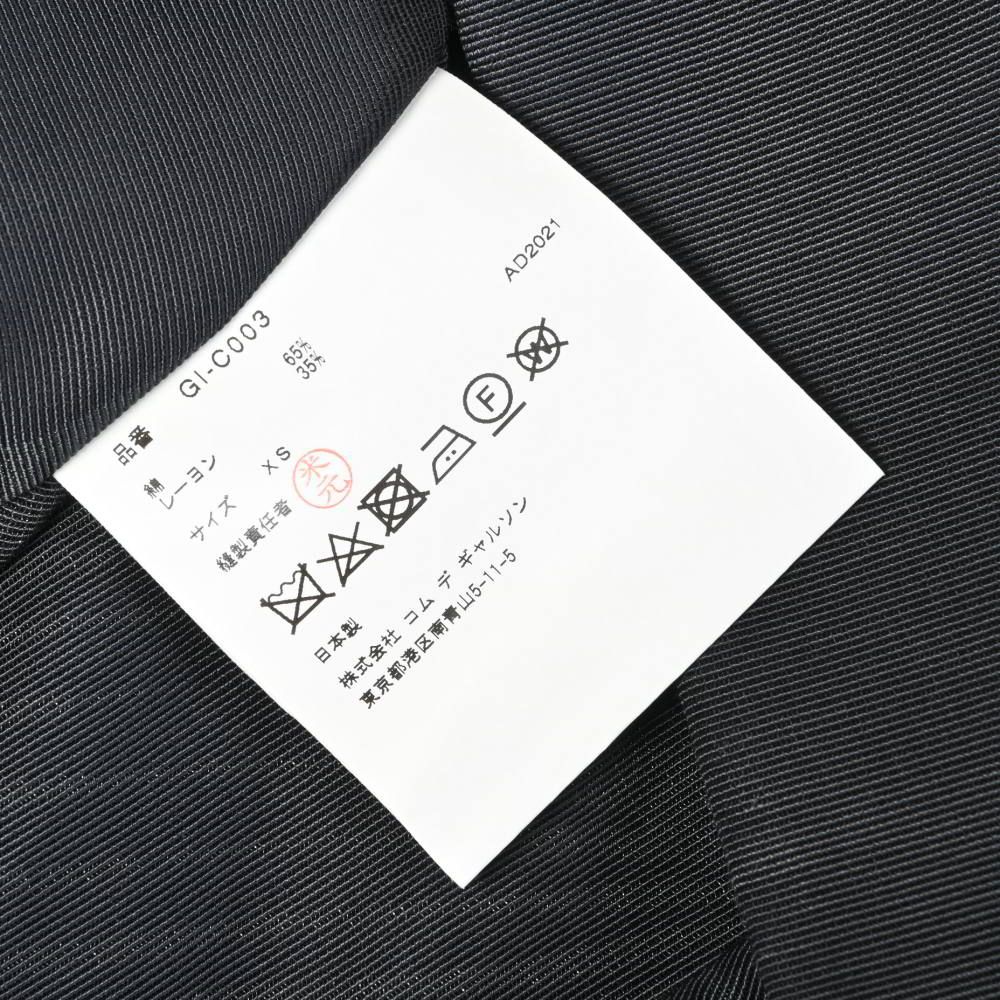 AD2021
品番 GI-C003
綿 65%
レーヨン 35%
サイズ XS
縫製責任者 米元
F
W
日本製
株式会社 コム デ ギャルソン
東京都港区南青山5-11-5